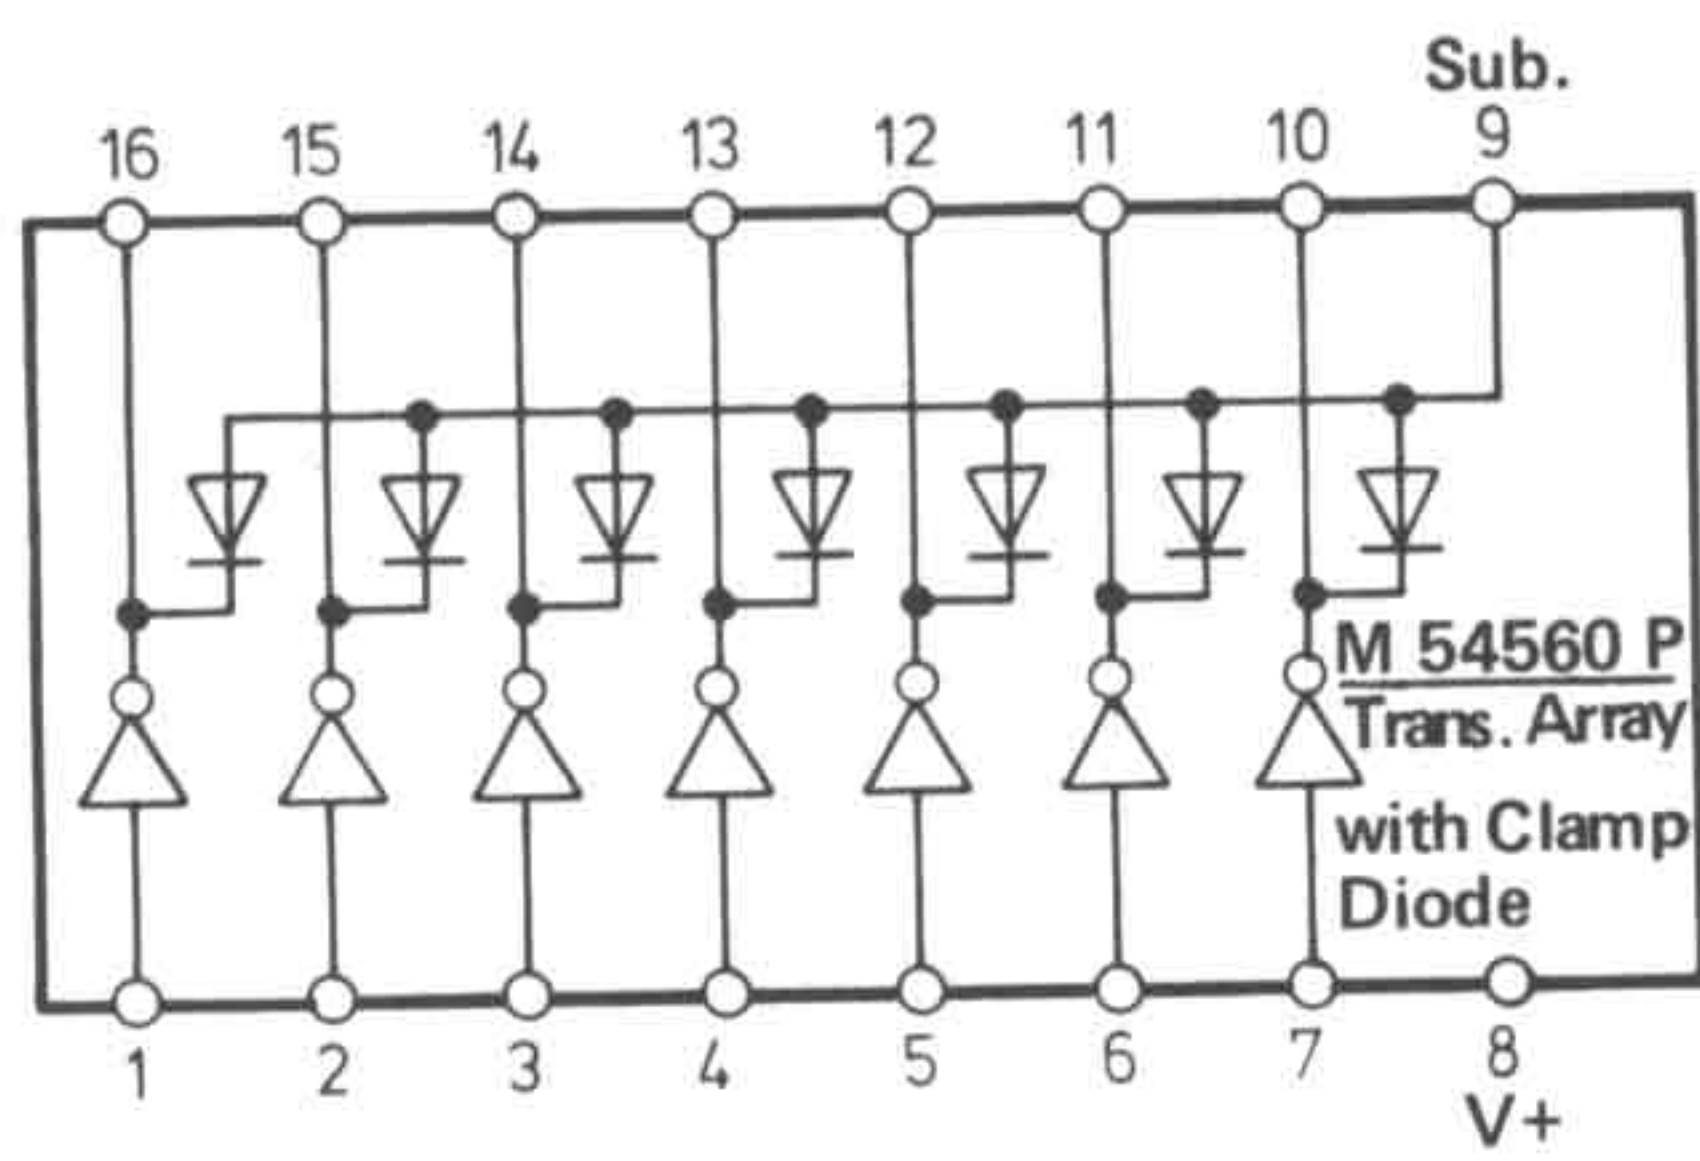 Sub.
16 15 14 13 12 11 10 9
M 54560 P
Trans. Array
with Clamp
Diode
1 2 3 4 5 6 7 8
V+